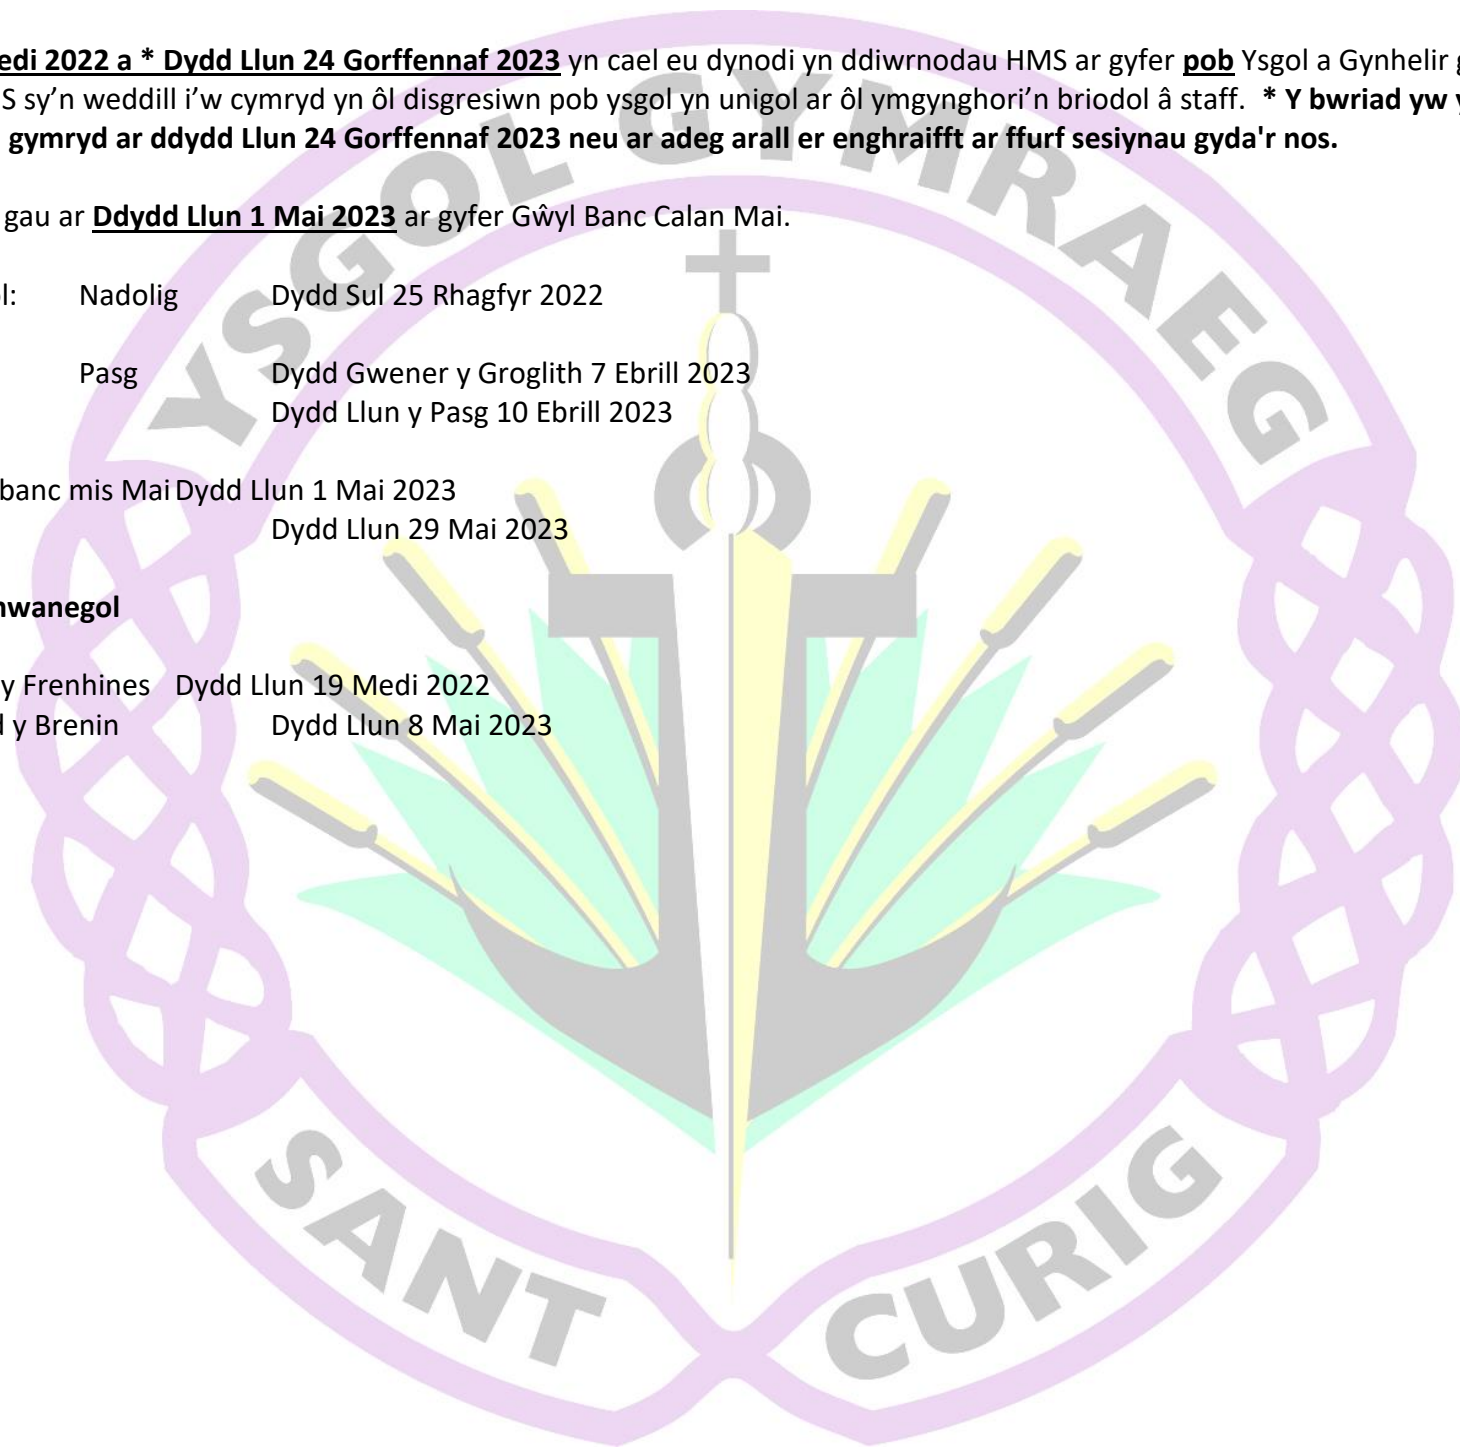 edi 2022 a * Dydd Llun 24 Gorffennaf 2023 yn cael eu dynodi yn ddiwrnodau HMS ar gyfer pob Ysgol a Gynhelir
S sy'n weddill i'w cymryd yn ôl disgresiwn pob ysgol yn unigol ar ôl ymgynghori'n briodol â staff. * Y bwriad yw
gymryd ar ddydd Llun 24 Gorffennaf 2023 neu ar adeg arall er enghraifft ar ffurf sesiynau gyda'r nos.
gau ar Ddydd Llun 1 Mai 2023 ar gyfer Gŵyl Banc Calan Mai.
l: Nadolig Dydd Sul 25 Rhagfyr 2022
Pasg Dydd Gwener y Groglith 7 Ebrill 2023
Dydd Llun y Pasg 10 Ebrill 2023
banc mis Mai Dydd Llun 1 Mai 2023
Dydd Llun 29 Mai 2023
nwanegol
y Frenhines Dydd Llun 19 Medi 2022
d y Brenin Dydd Llun 8 Mai 2023
YSGOL GYMRAEG
SANT CURIG